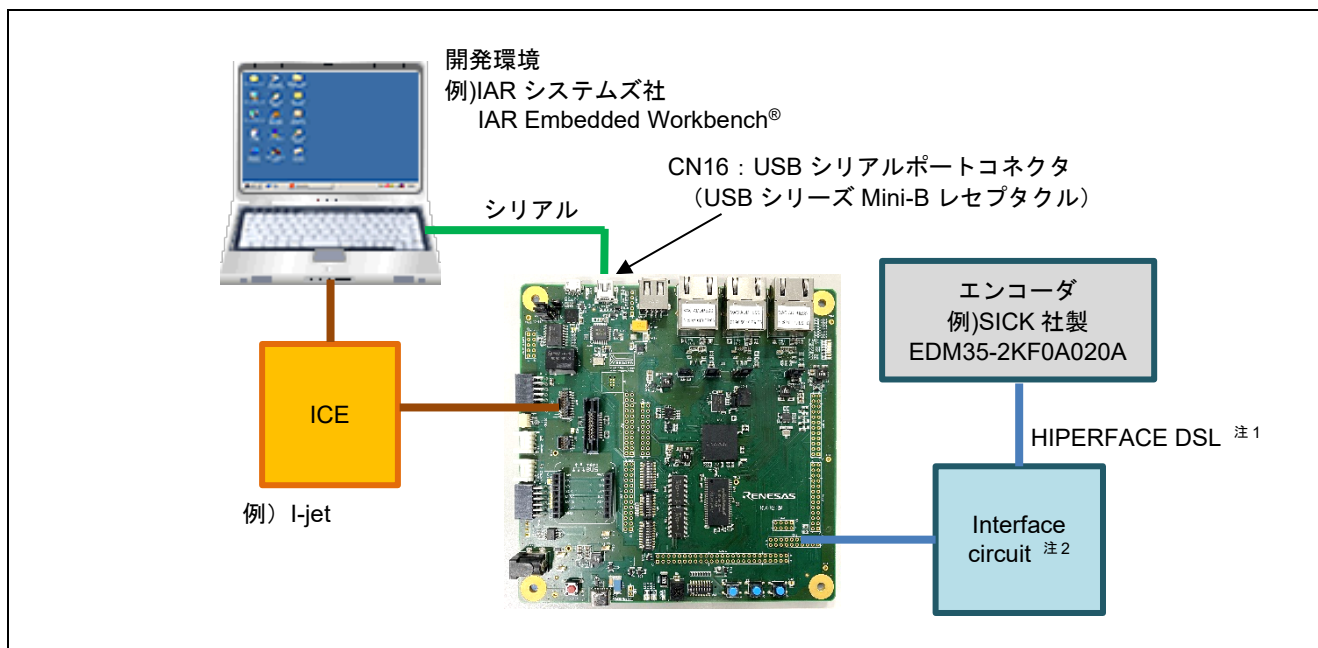 開発環境
例)IAR システムズ社
IAR Embedded Workbench®
CN16：USB シリアルポートコネクタ
（USB シリーズ Mini-B レセプタクル）
シリアル
エンコーダ
例)SICK 社製
EDM35-2KF0A020A
ICE
HIPERFACE DSL 注1
RENESAS
例）I-jet
Interface
circuit 注2